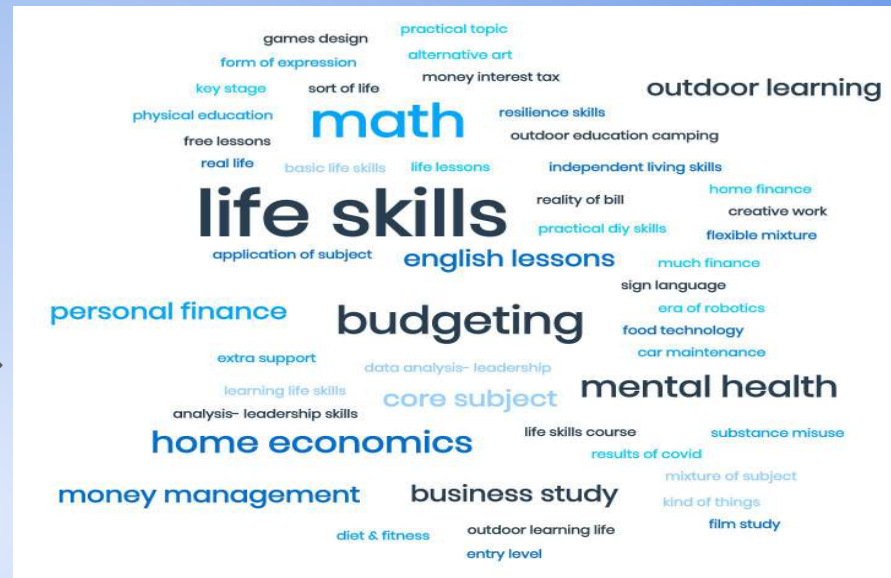 practical topic
games design
alternative art
form of expression
money interest tax
key stage
sort of life
outdoor learning
physical education
math
resilience skills
free lessons
outdoor education camping
real life
basic life skills
life lessons
independent living skills
life skills
reality of bill
home finance
creative work
practical diy skills
flexible mixture
application of subject
english lessons
much finance
sign language
personal finance
budgeting
era of robotics
food technology
car maintenance
extra support
data analysis- leadership
learning life skills
core subject
mental health
analysis- leadership skills
home economics
life skills course
substance misuse
results of covid
mixture of subject
money management
business study
kind of things
film study
diet & fitness
outdoor learning life
entry level